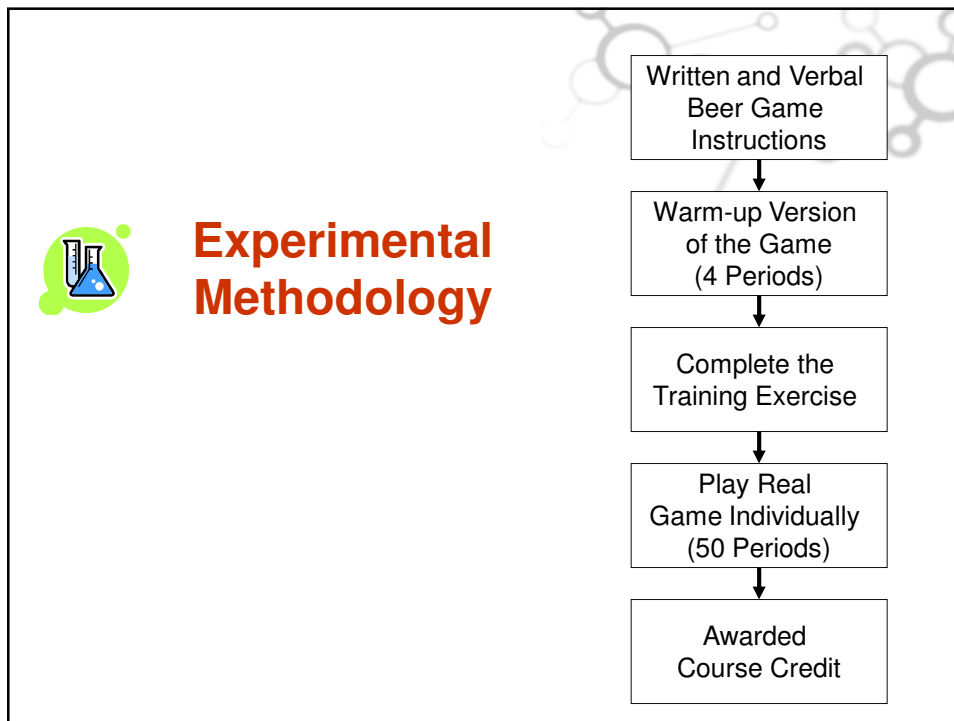 Experimental
Methodology
Written and Verbal
Beer Game
Instructions
Warm-up Version
of the Game
(4 Periods)
Complete the
Training Exercise
Play Real
Game Individually
(50 Periods)
Awarded
Course Credit